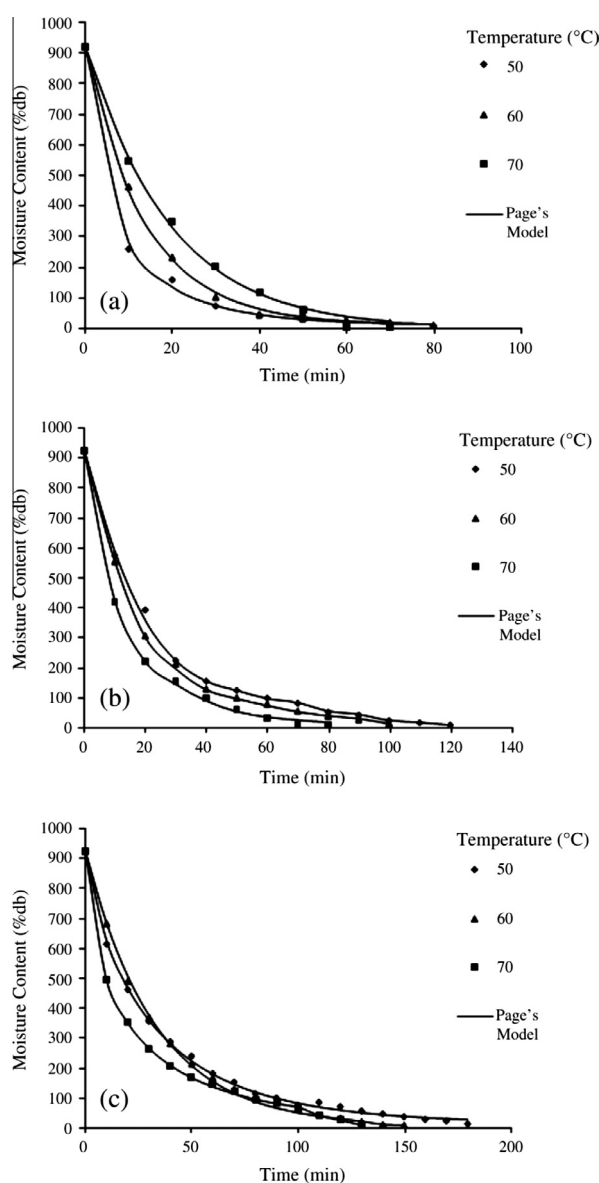 1000
900
800
700
600
500
400
300
200
100
0
Moisture Content (%db)
(a)
0 20 40 60 80 100
Time (min)
Temperature (°C)
50
60
70
Page's
Model
1000
900
800
700
600
500
400
300
200
100
0
Moisture Content (%db)
(b)
0 20 40 60 80 100 120 140
Time (min)
Temperature (°C)
50
60
70
Page's
Model
1000
900
800
700
600
500
400
300
200
100
0
Moisture Content (%db)
(c)
0 50 100 150 200
Time (min)
Temperature (°C)
50
60
70
Page's
Model